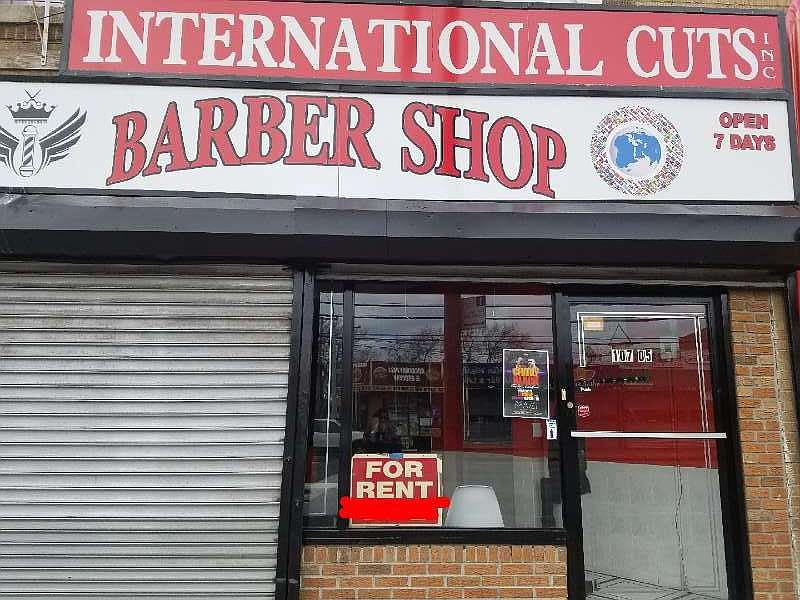 INTERNATIONAL CUTS INC
BARBER SHOP
OPEN
7 DAYS
107 05
FOR
RENT